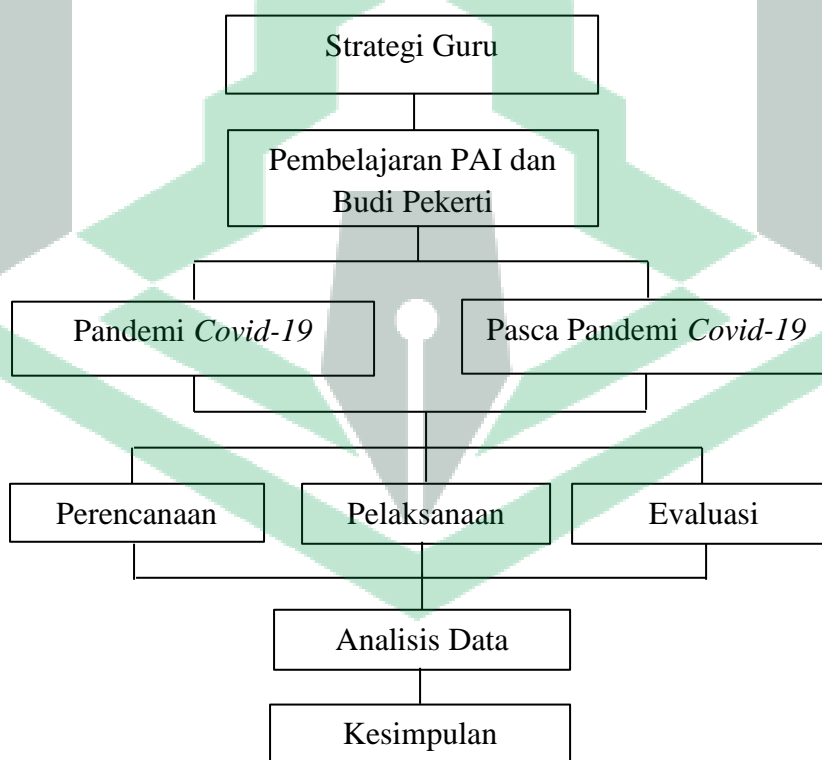 Strategi Guru
Pembelajaran PAI dan
Budi Pekerti
Pandemi Covid-19
Pasca Pandemi Covid-19
Perencanaan
Pelaksanaan
Evaluasi
Analisis Data
Kesimpulan